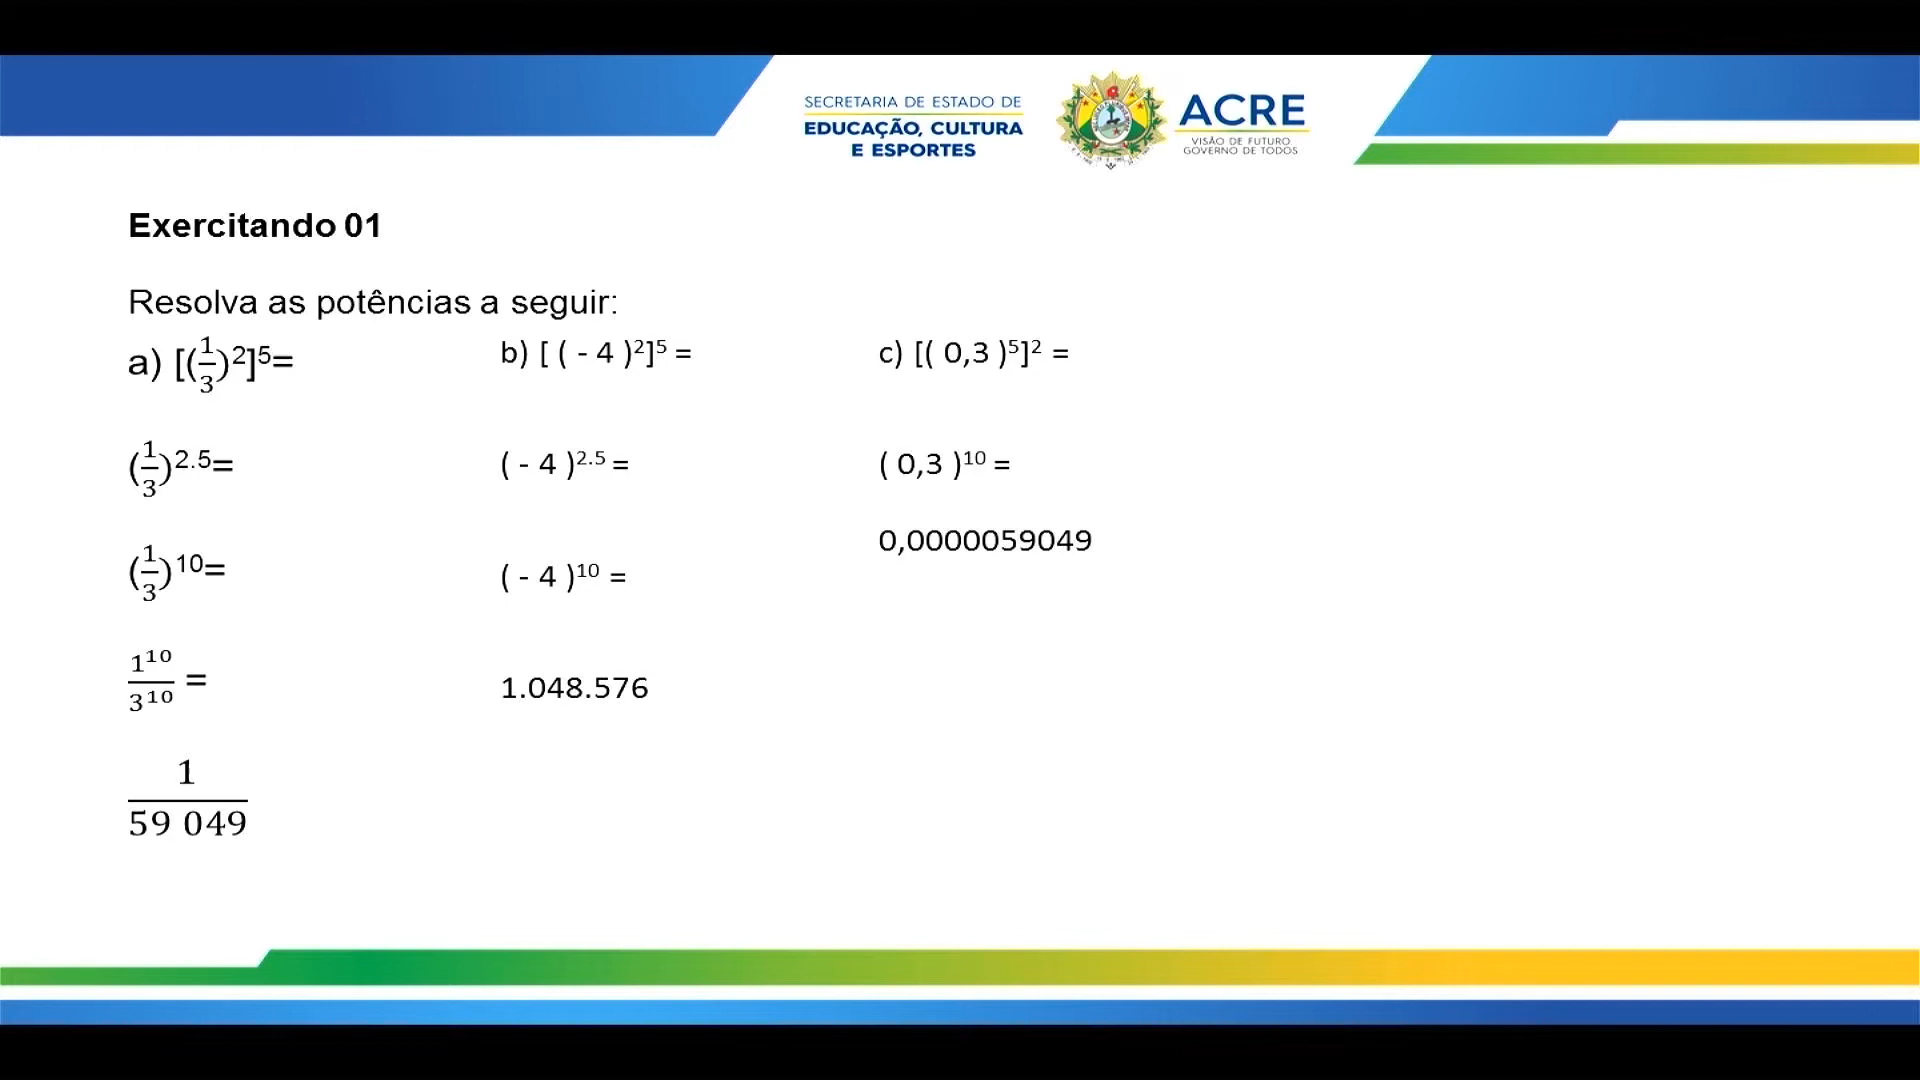 SECRETARIA DE ESTADO DE
EDUCAÇÃO, CULTURA
E ESPORTES
ACRE
VISÃO DE FUTURO
GOVERNO DE TODOS
Exercitando 01
Resolva as potências a seguir:
a) [(1/3)²]⁵=
(1/3)²·⁵=
(1/3)¹⁰=
1¹⁰/3¹⁰ =
1/59 049
b) [ ( - 4 )²]⁵ =
( - 4 )²·⁵ =
( - 4 )¹⁰ =
1.048.576
c) [( 0,3 )⁵]² =
( 0,3 )¹⁰ =
0,0000059049